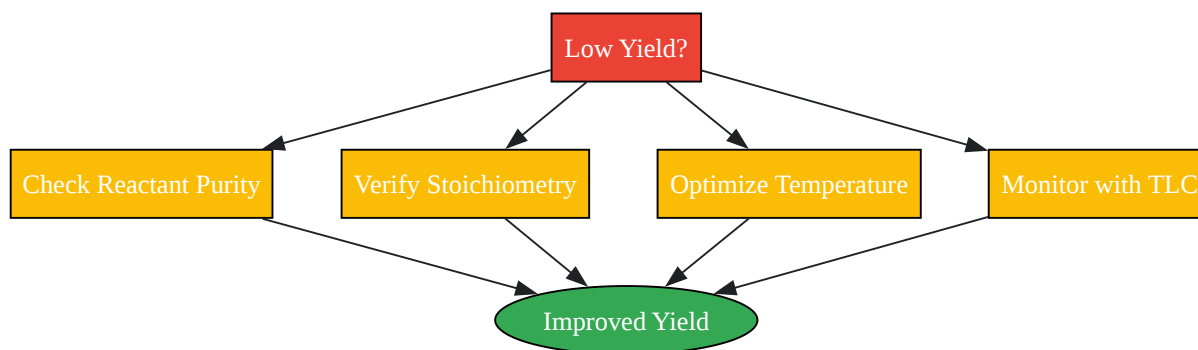 Low Yield?
Check Reactant Purity
Verify Stoichiometry
Optimize Temperature
Monitor with TLC
Improved Yield